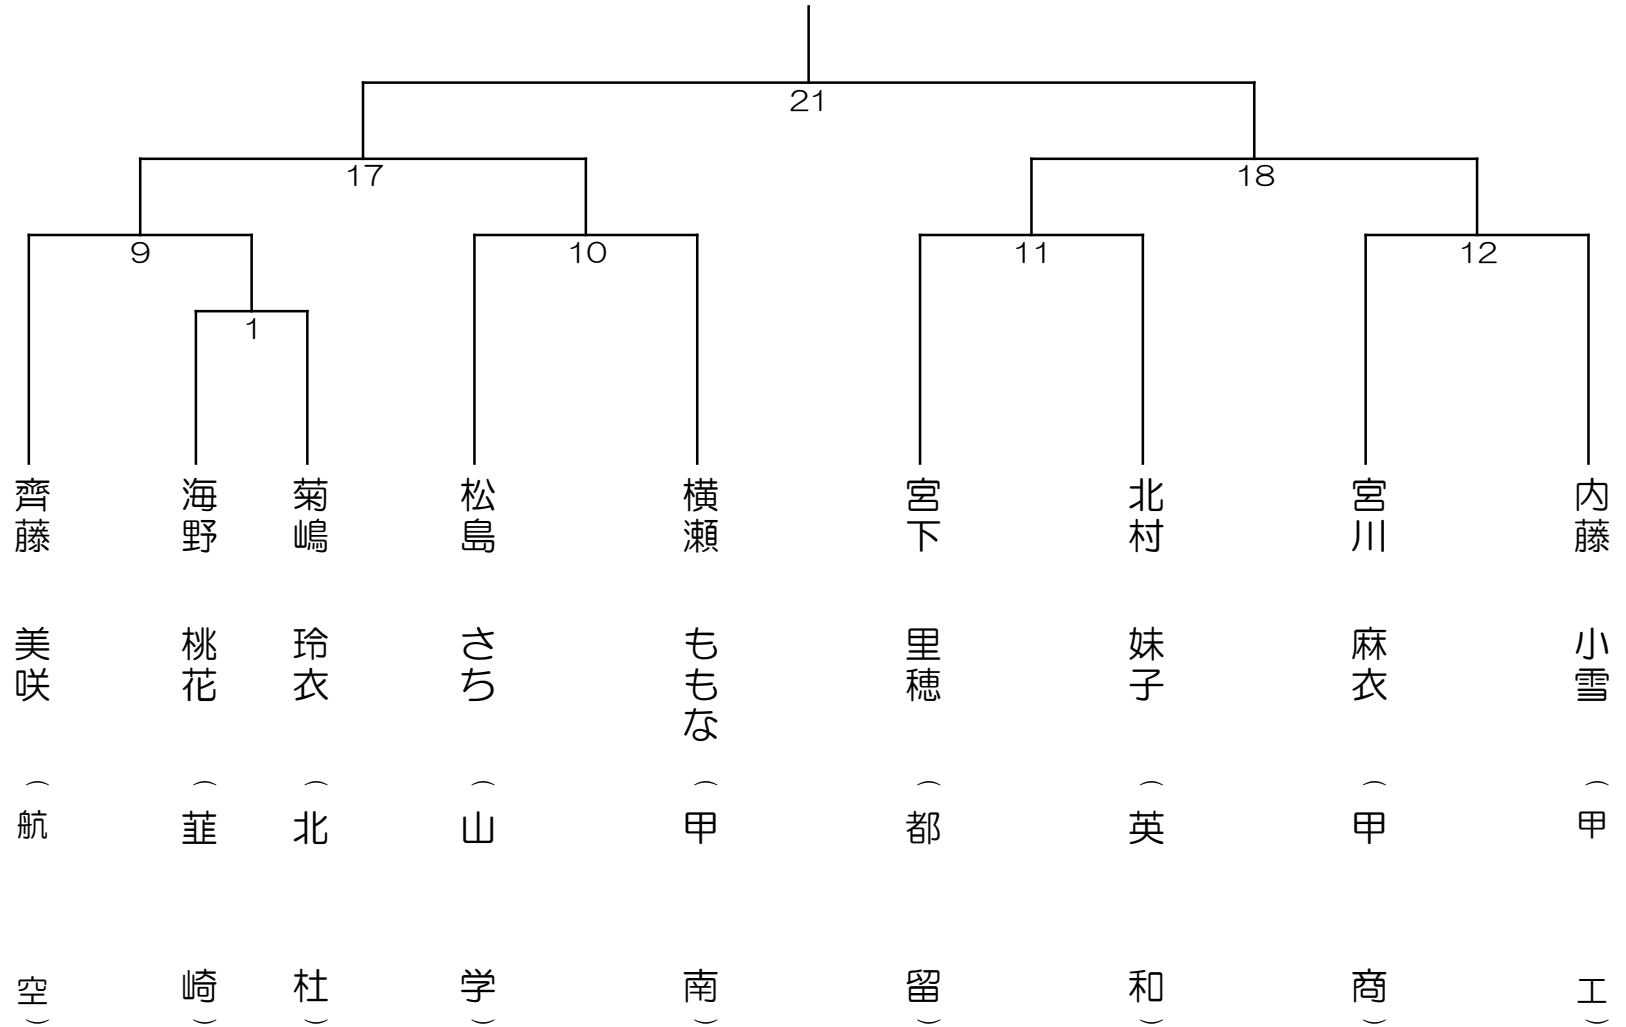 21
17
18
9
10
11
12
1
齊藤 美咲（航空）
海野 桃花（韮崎）
菊嶋 玲衣（北杜）
松島 さち（山学）
横瀬 ももな（甲南）
宮下 里穂（都留）
北村 妹子（英和）
宮川 麻衣（甲商）
内藤 小雪（甲工）